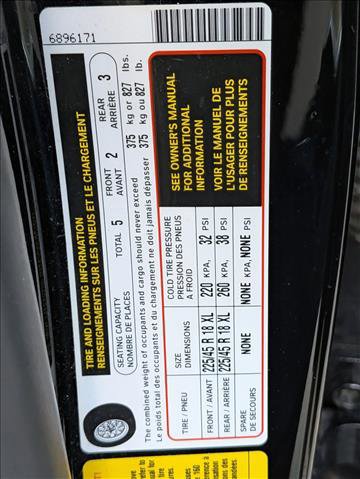 6896171
TIRE AND LOADING INFORMATION
RENSEIGNEMENTS SUR LES PNEUS ET LE CHARGEMENT
SEATING CAPACITY
NOMBRE DE PLACES
TOTAL 5
FRONT
AVANT 2
REAR
ARRIÈRE 3
The combined weight of occupants and cargo should never exceed 375 kg or 827 lbs.
Le poids total des occupants et du chargement ne doit jamais dépasser 375 kg ou 827 lb.
TIRE / PNEU
SIZE
DIMENSIONS
COLD TIRE PRESSURE
PRESSION DES PNEUS
A FROID
FRONT / AVANT 225/45 R 18 XL 220 KPA, 32 PSI
REAR / ARRIÈRE 225/45 R 18 XL 260 KPA, 38 PSI
SPARE
DE SECOURS
NONE NONE KPA, NONE PSI
SEE OWNER'S MANUAL
FOR ADDITIONAL
INFORMATION
VOIR LE MANUEL DE
L'USAGER POUR PLUS
DE RENSEIGNEMENTS